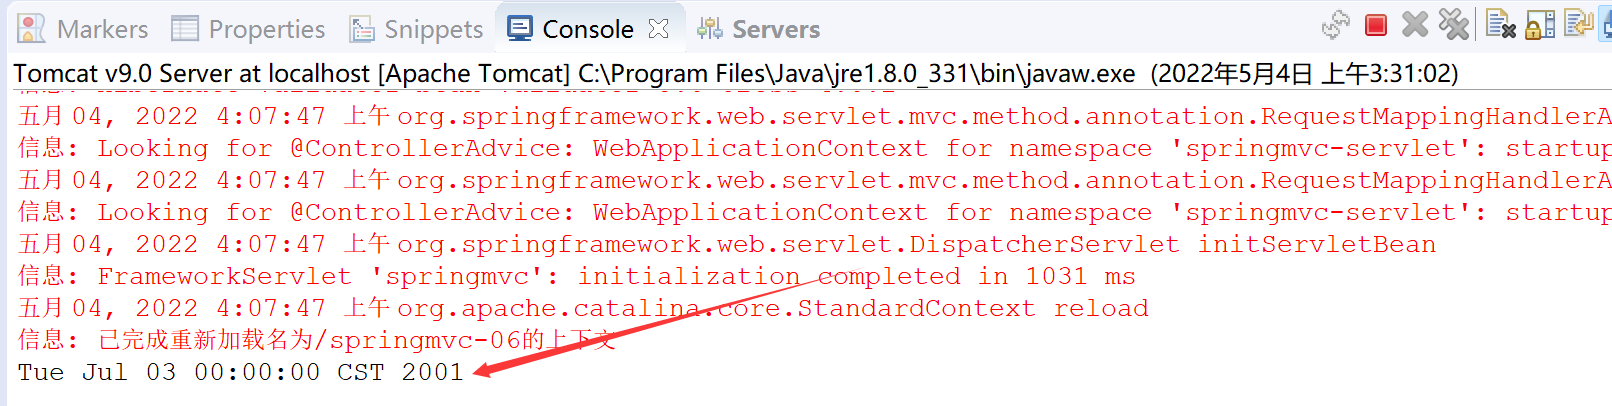 Markers Properties Snippets Console Servers
Tomcat v9.0 Server at localhost [Apache Tomcat] C:\Program Files\Java\jre1.8.0_331\bin\javaw.exe (2022年5月4日 上午3:31:02)
五月 04, 2022 4:07:47 上午 org.springframework.web.servlet.mvc.method.annotation.RequestMappingHandlerA
信息: Looking for @ControllerAdvice: WebApplicationContext for namespace 'springmvc-servlet': startup
五月 04, 2022 4:07:47 上午 org.springframework.web.servlet.mvc.method.annotation.RequestMappingHandlerA
信息: Looking for @ControllerAdvice: WebApplicationContext for namespace 'springmvc-servlet': startup
五月 04, 2022 4:07:47 上午 org.springframework.web.servlet.DispatcherServlet initServletBean
信息: FrameworkServlet 'springmvc': initialization completed in 1031 ms
五月 04, 2022 4:07:47 上午 org.apache.catalina.core.StandardContext reload
信息: 已完成重新加载名为/springmvc-06的上下文
Tue Jul 03 00:00:00 CST 2001